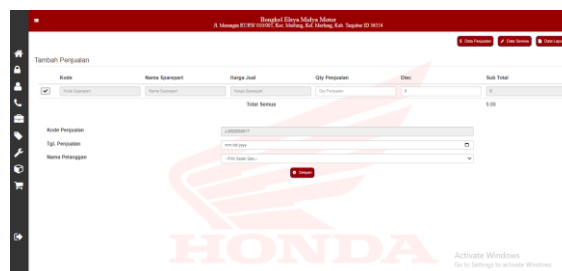 Bengkel Elsya Midya Motor
Data Penjualan
Data Service
Tambah Penjualan
Kode Nama Sparepart Harga Jual Qty Penjualan Disc Sub Total
Kode Sparepart Nama Sparepart Harga Sparepart Qty Penjualan 0 0
Total Semua 0.00
Kode Penjualan
Tgl. Penjualan mm/dd/yyyy
Nama Pelanggan
Simpan
HONDA
Activate Windows
Go to Settings to activate Windows.